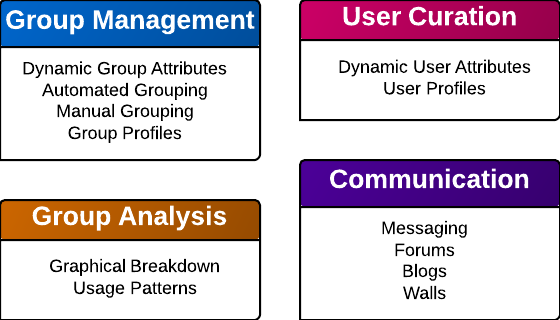 Group Management
Dynamic Group Attributes
Automated Grouping
Manual Grouping
Group Profiles
User Curation
Dynamic User Attributes
User Profiles
Group Analysis
Graphical Breakdown
Usage Patterns
Communication
Messaging
Forums
Blogs
Walls